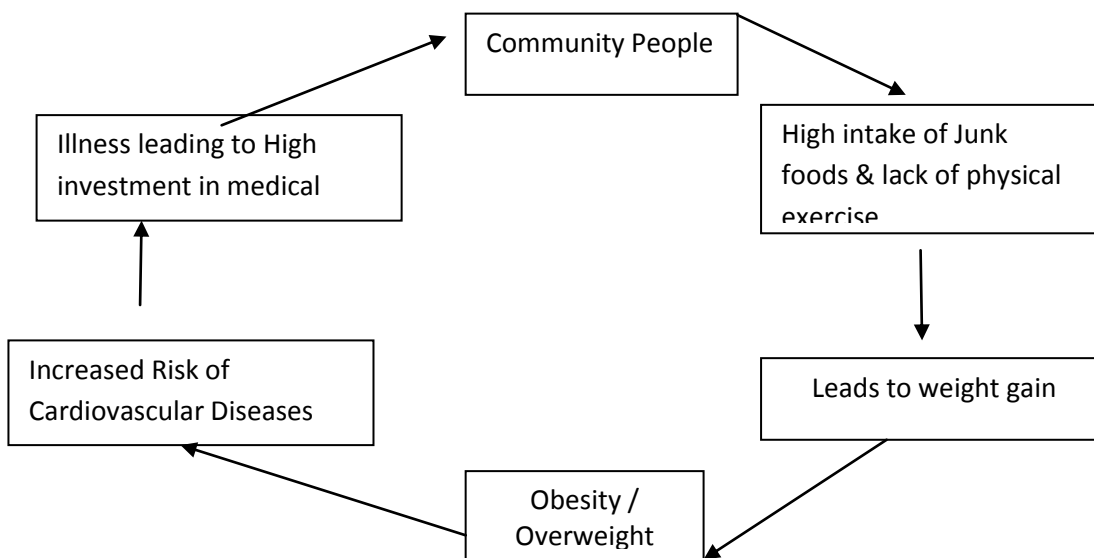 Community People
High intake of Junk
foods & lack of physical
exercise
Leads to weight gain
Obesity /
Overweight
Increased Risk of
Cardiovascular Diseases
Illness leading to High
investment in medical